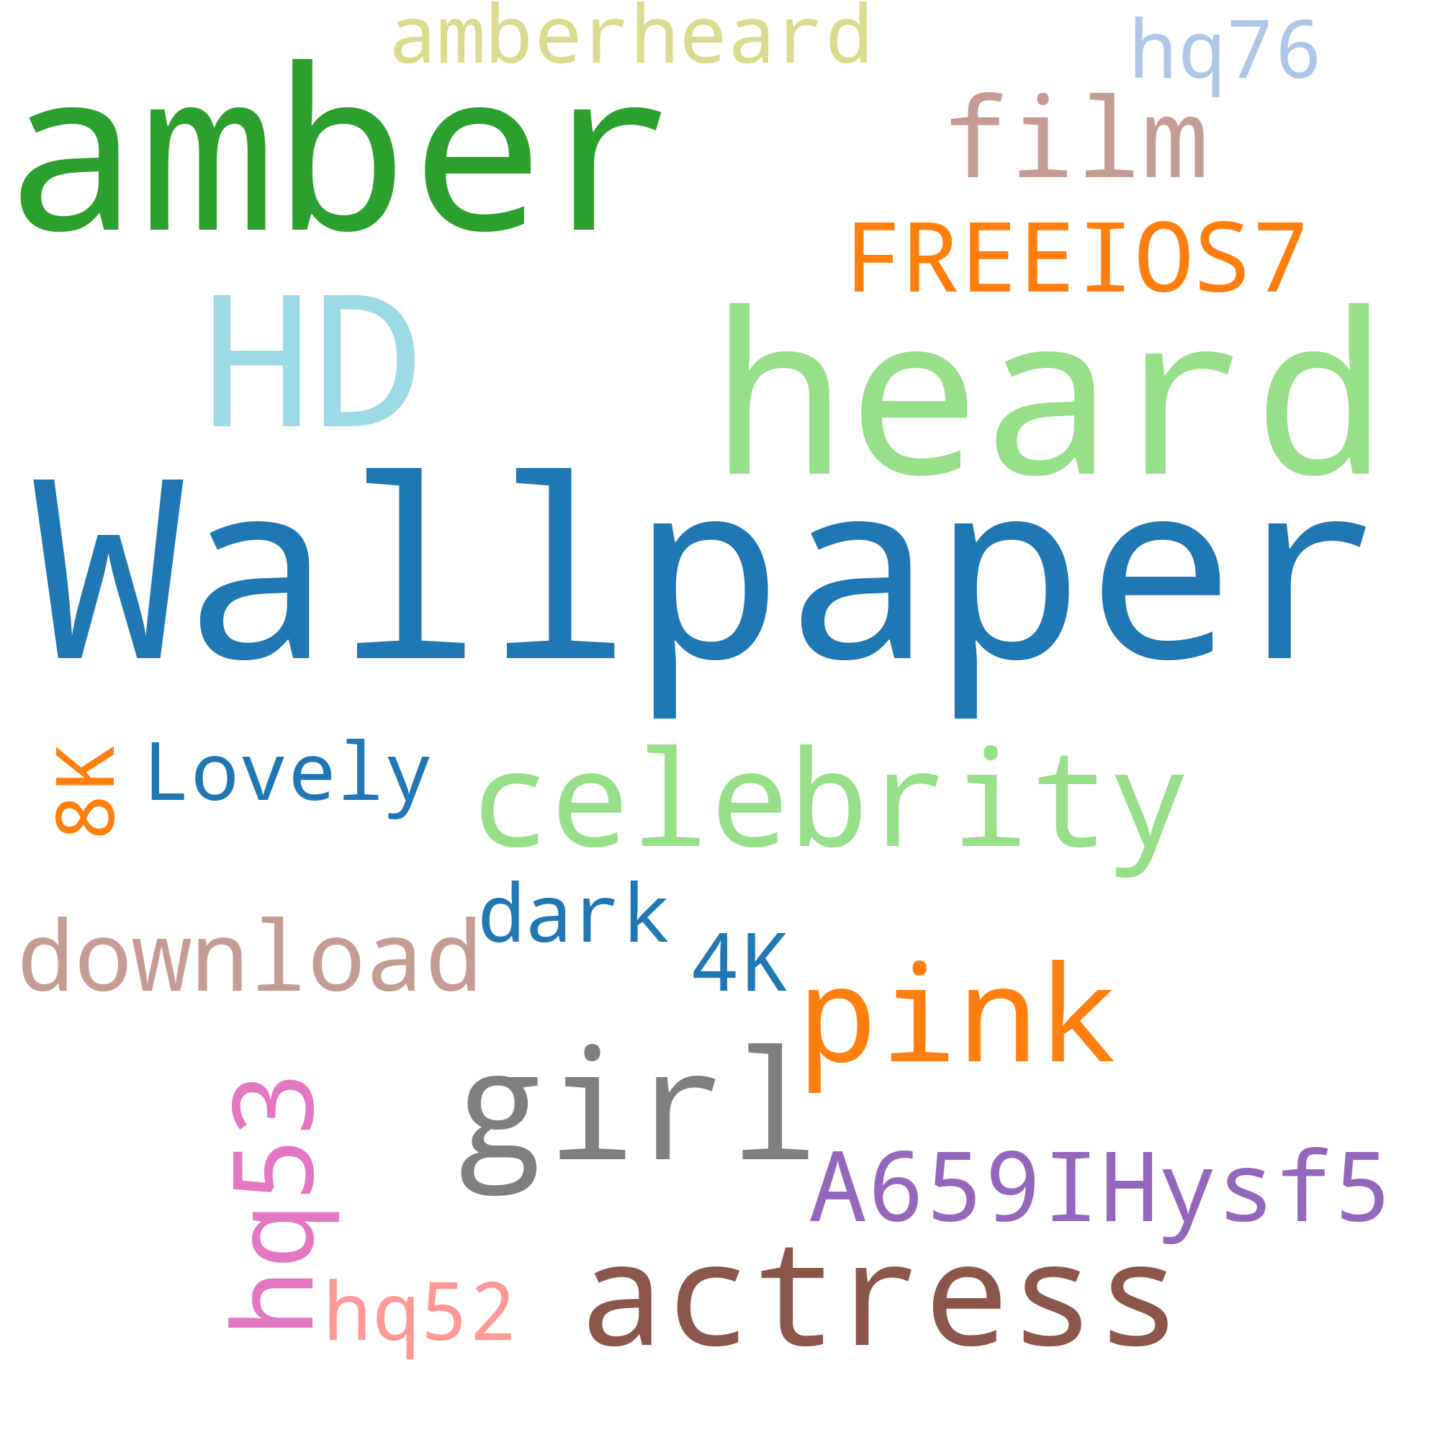 amberheard
hq76
amber
film
FREEIOS7
HD
heard
Wallpaper
8K
Lovely
celebrity
dark
download
4K
pink
girl
hq53
A659IHysf5
hq52
actress